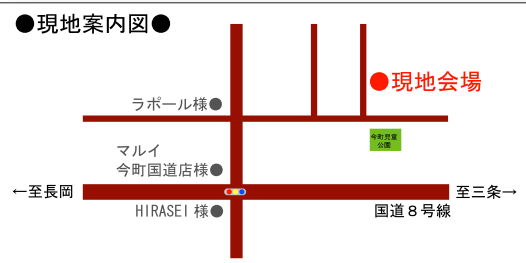 ●現地案内図●
●現地会場
ラポール様●
今町児童
公園
マルイ
今町国道店様●
←至長岡
至三条→
HIRASEI 様●
国道8号線